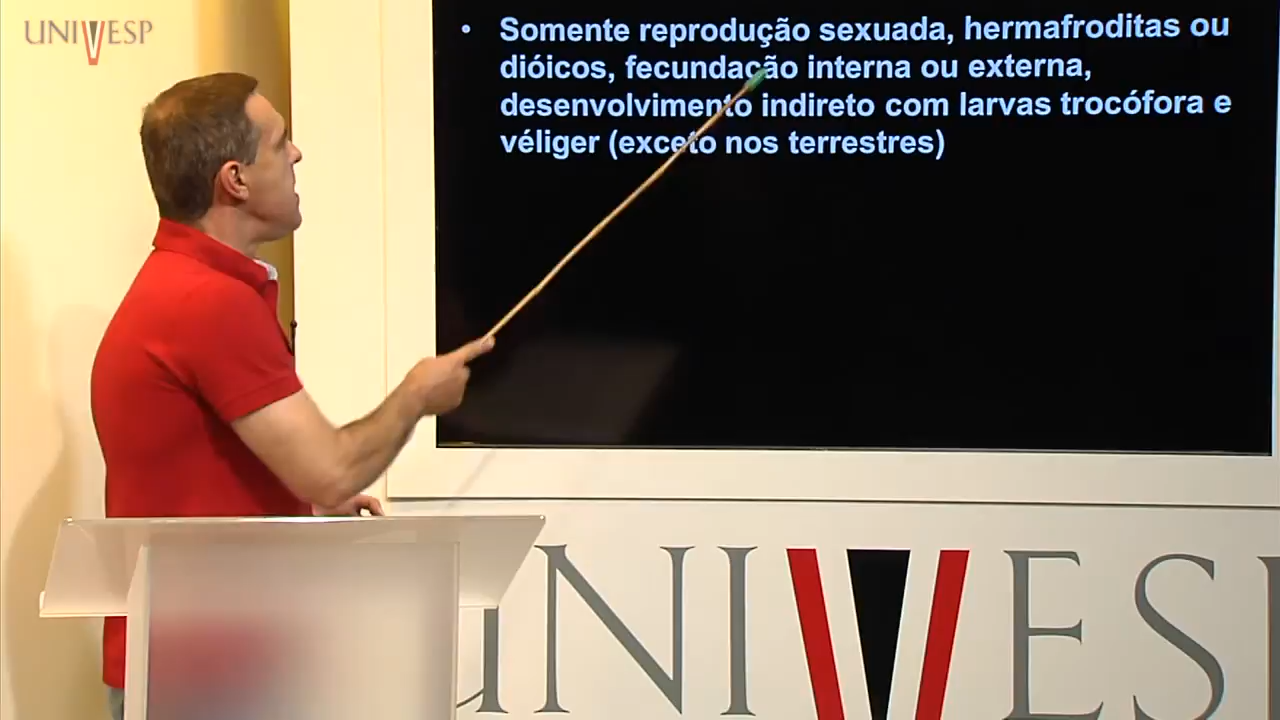 UNIVESP
• Somente reprodução sexuada, hermafroditas ou
dióicos, fecundação interna ou externa,
desenvolvimento indireto com larvas trocófora e
véliger (exceto nos terrestres)
UNIVES